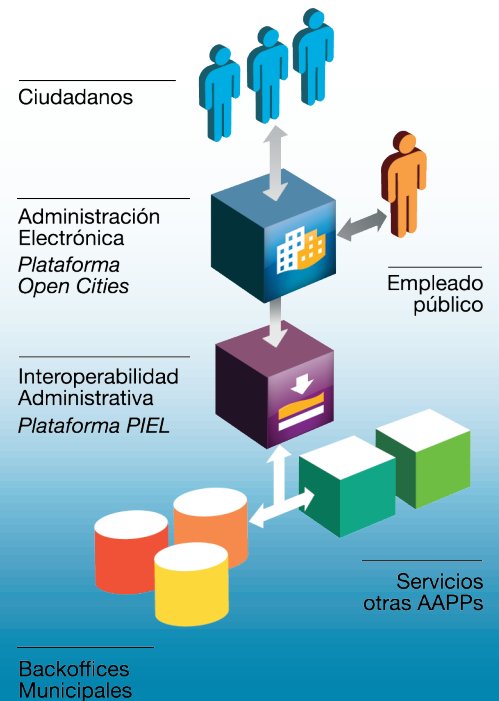 Ciudadanos
Administración
Electrónica
Plataforma
Open Cities
Empleado
público
Interoperabilidad
Administrativa
Plataforma PIEL
Servicios
otras AAPPs
Backoffices
Municipales